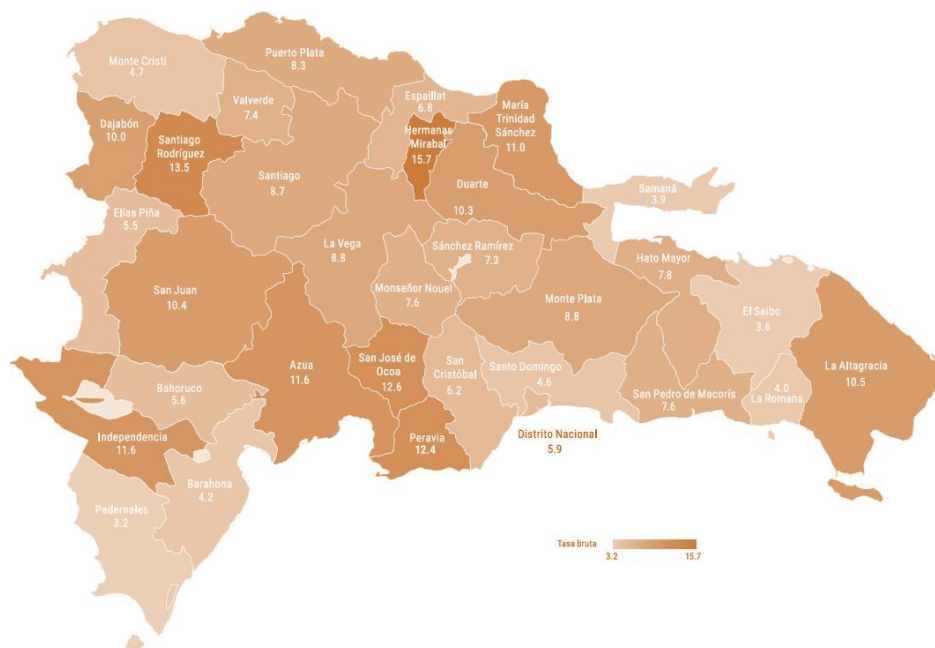 Monte Cristi
4.7
Puerto Plata
8.3
Valverde
7.4
Espaillat
6.8
María
Trinidad
Sánchez
11.0
Dajabón
10.0
Santiago
Rodríguez
13.5
Hermanas
Mirabal
15.7
Santiago
8.7
Duarte
10.3
Samaná
3.9
Elías Piña
5.5
La Vega
8.8
Sánchez Ramírez
7.3
Hato Mayor
7.8
San Juan
10.4
Monseñor Nouel
7.6
Monte Plata
8.8
El Seibo
3.6
Azua
11.6
San José de
Ocoa
12.6
San
Cristóbal
6.2
Santo Domingo
4.6
La Altagracia
10.5
Bahoruco
5.6
San Pedro de Macorís
7.6
4.0
La Romana
Independencia
11.6
Peravia
12.4
Distrito Nacional
5.9
Barahona
4.2
Pedernales
3.2
Tasa bruta
3.2
15.7